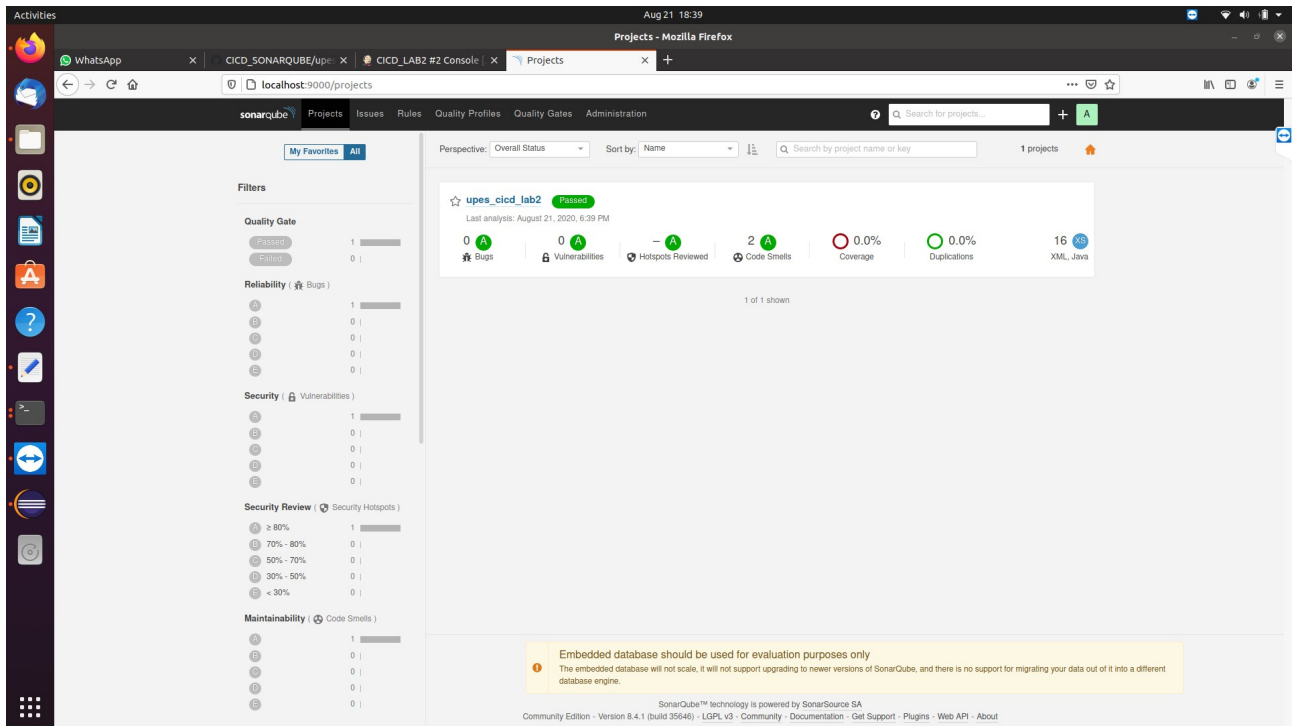 Activities
Aug 21 18:39
Projects - Mozilla Firefox
WhatsApp
CICD_SONARQUBE/upes
CICD_LAB2 #2 Console [
Projects
localhost:9000/projects
sonarqube Projects Issues Rules Quality Profiles Quality Gates Administration
Search for projects...
A
My Favorites All
Perspective: Overall Status
Sort by: Name
Search by project name or key
1 projects
Filters
Quality Gate
Passed 1
Failed 0
Reliability ( Bugs )
A 1
B 0
C 0
D 0
E 0
Security ( Vulnerabilities )
A 1
B 0
C 0
D 0
E 0
Security Review ( Security Hotspots )
A ≥ 80% 1
B 70% - 80% 0
C 50% - 70% 0
D 30% - 50% 0
E < 30% 0
Maintainability ( Code Smells )
A 1
B 0
C 0
D 0
E 0
upes_cicd_lab2 Passed
Last analysis: August 21, 2020, 6:39 PM
0 A 0 A – A 2 A 0.0% 0.0% 16 XS
Bugs Vulnerabilities Hotspots Reviewed Code Smells Coverage Duplications XML, Java
1 of 1 shown
Embedded database should be used for evaluation purposes only
The embedded database will not scale, it will not support upgrading to newer versions of SonarQube, and there is no support for migrating your data out of it into a different
database engine.
SonarQube™ technology is powered by SonarSource SA
Community Edition - Version 8.4.1 (build 35646) - LGPL v3 - Community - Documentation - Get Support - Plugins - Web API - About